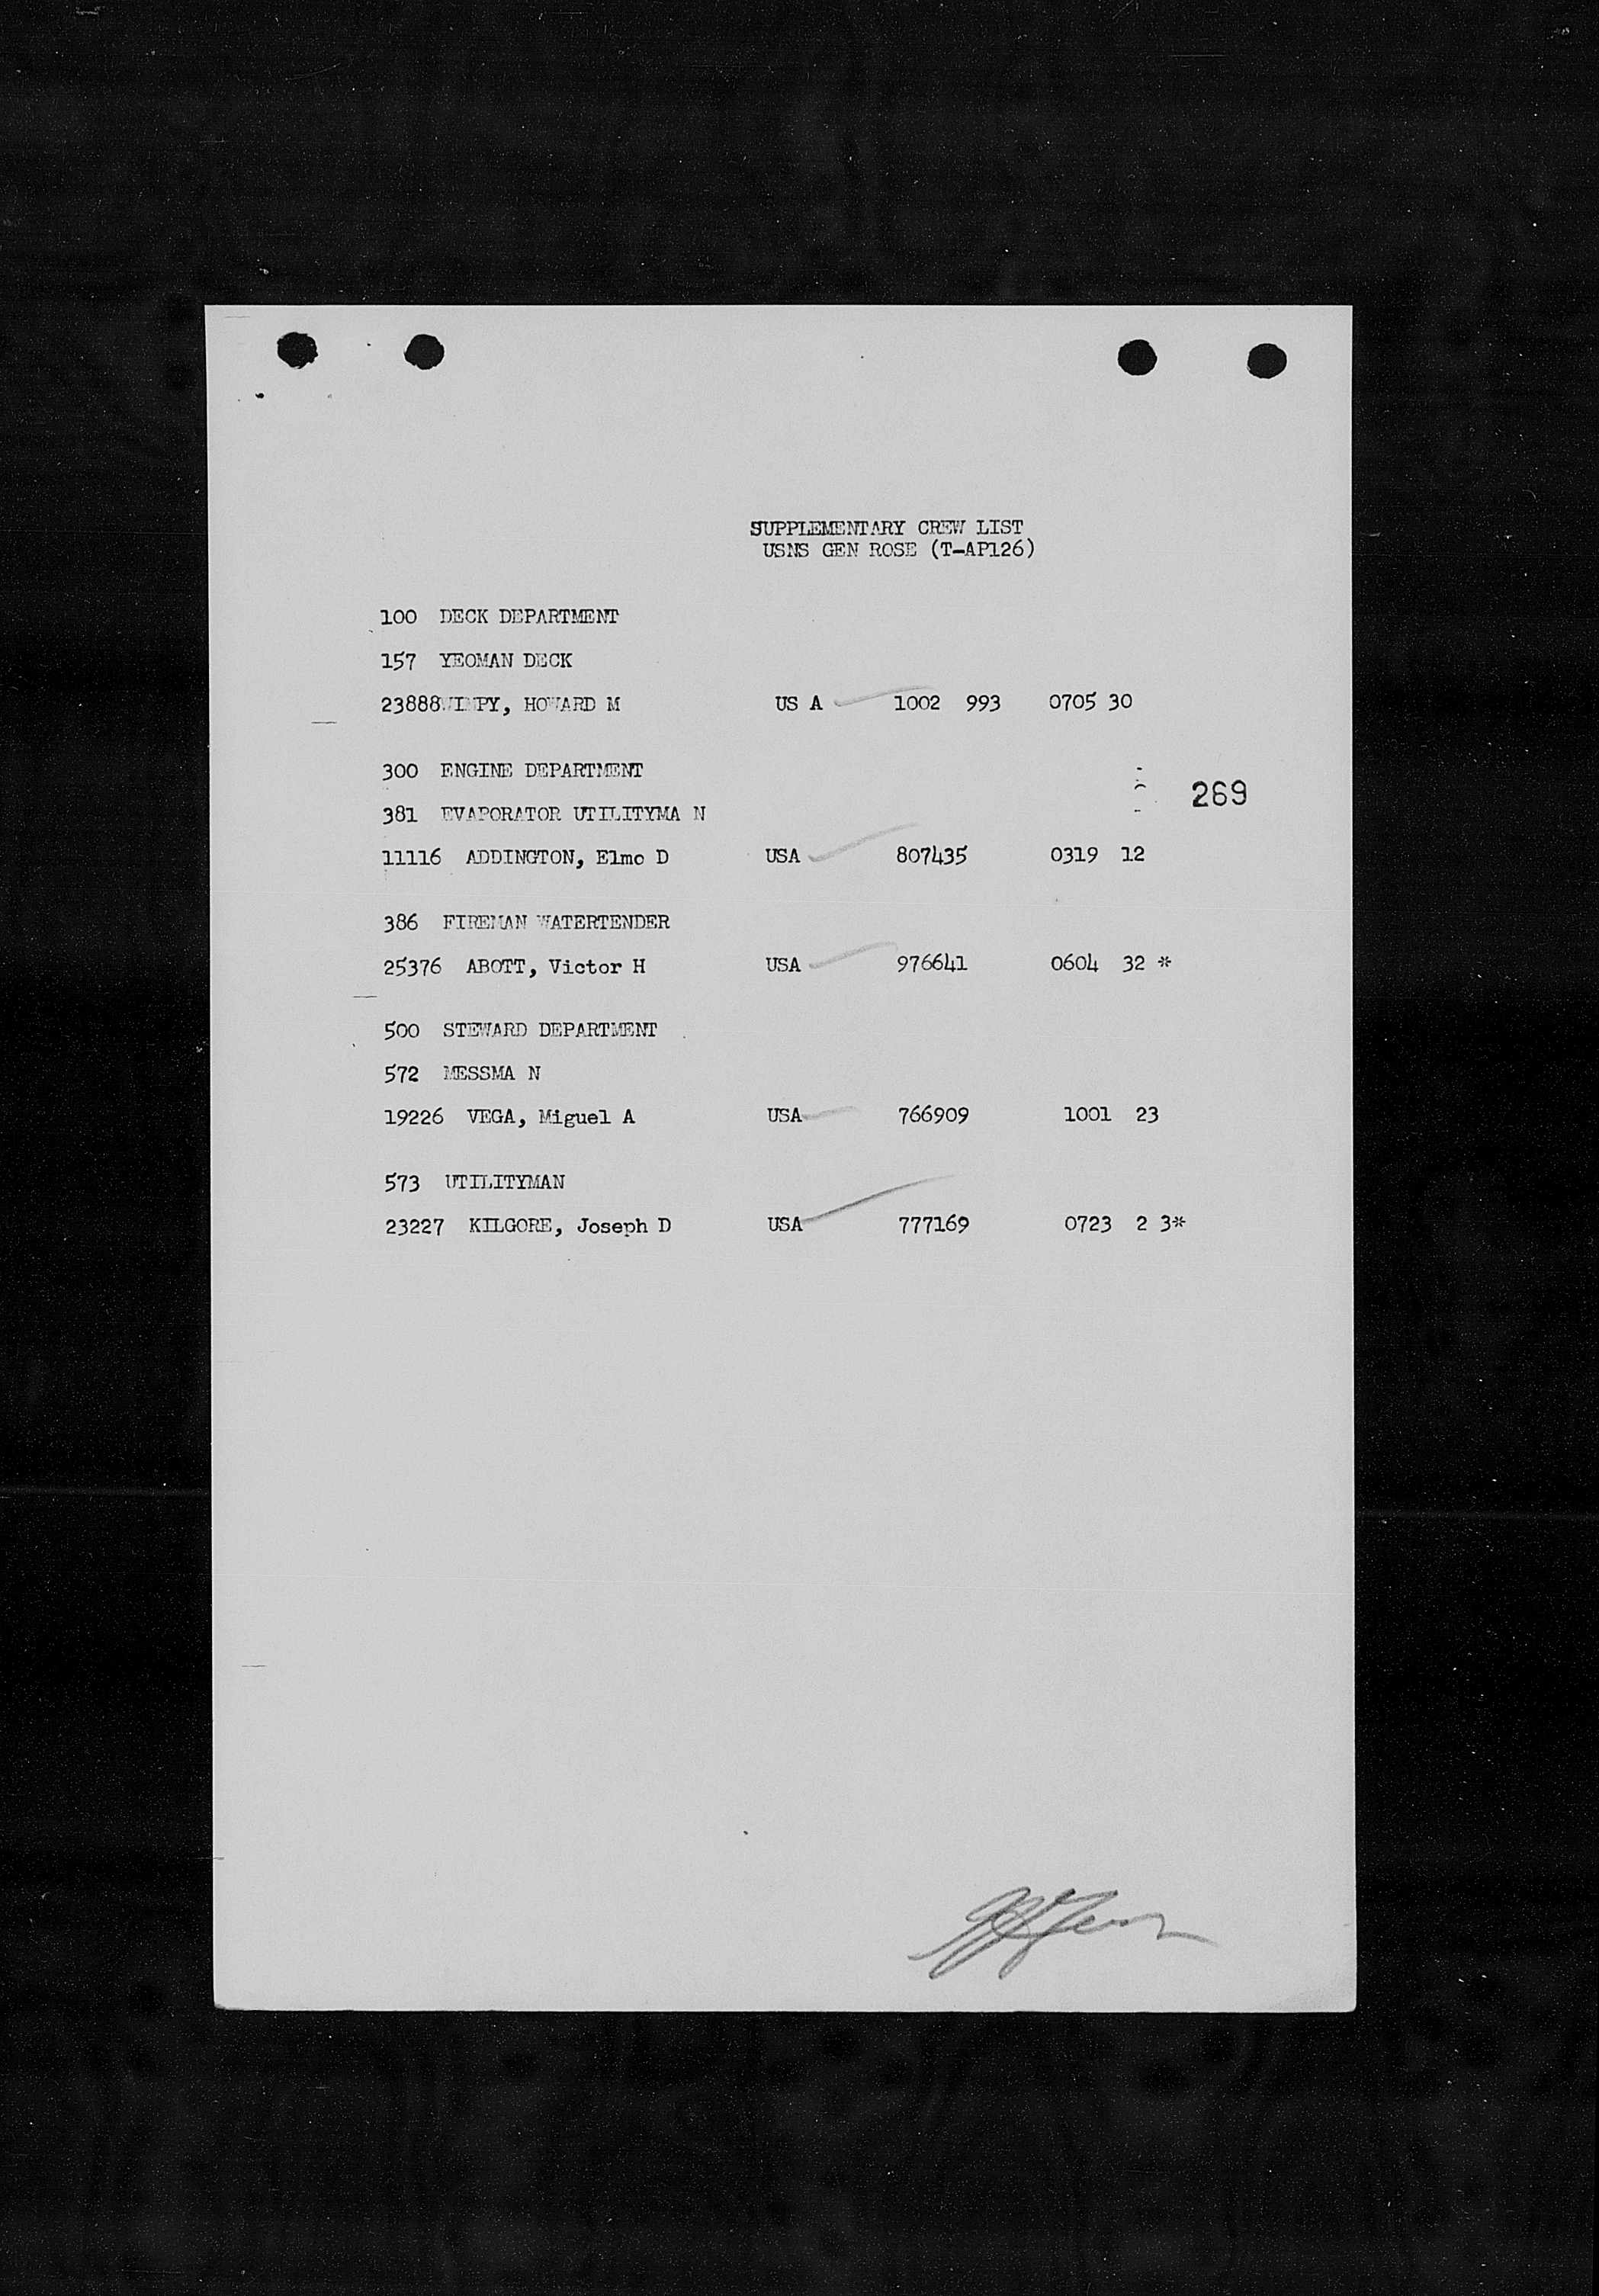 SUPPLEMENTARY CREW LIST
USNS GEN ROSE (T-AP126)
100 DECK DEPARTMENT
157 YEOMAN DECK
23888 WIMPY, HOWARD M US A 1002 993 0705 30
300 ENGINE DEPARTMENT
269
381 EVAPORATOR UTILITYMA N
11116 ADDINGTON, Elmo D USA 807435 0319 12
386 FIREMAN WATERTENDER
25376 ABOTT, Victor H USA 976641 0604 32 *
500 STEWARD DEPARTMENT
572 MESSMA N
19226 VEGA, Miguel A USA 766909 1001 23
573 UTILITYMAN
23227 KILGORE, Joseph D USA 777169 0723 2 3*